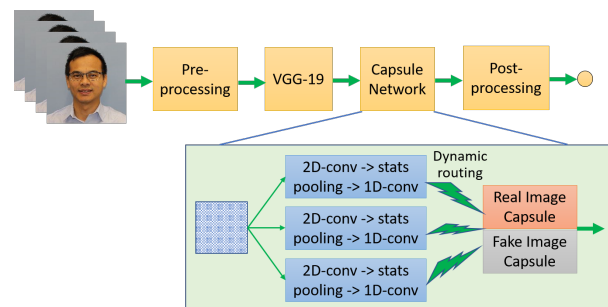 Pre-
processing
VGG-19
Capsule
Network
Post-
processing
Dynamic
routing
2D-conv -> stats
pooling -> 1D-conv
2D-conv -> stats
pooling -> 1D-conv
2D-conv -> stats
pooling -> 1D-conv
Real Image
Capsule
Fake Image
Capsule